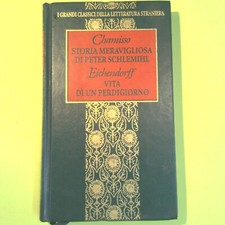 I GRANDI CLASSICI DELLA LETTERATURA STRANIERA
Chamisso
STORIA MERAVIGLIOSA
DI PETER SCHLEMIHL
Eichendorff
VITA
DI UN PERDIGIORNO